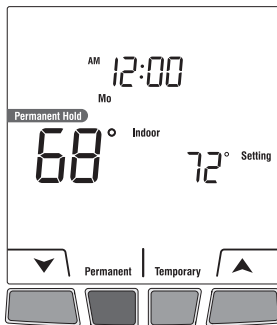 AM 12:00
Mo
Permanent Hold
68° Indoor
72° Setting
Permanent Temporary